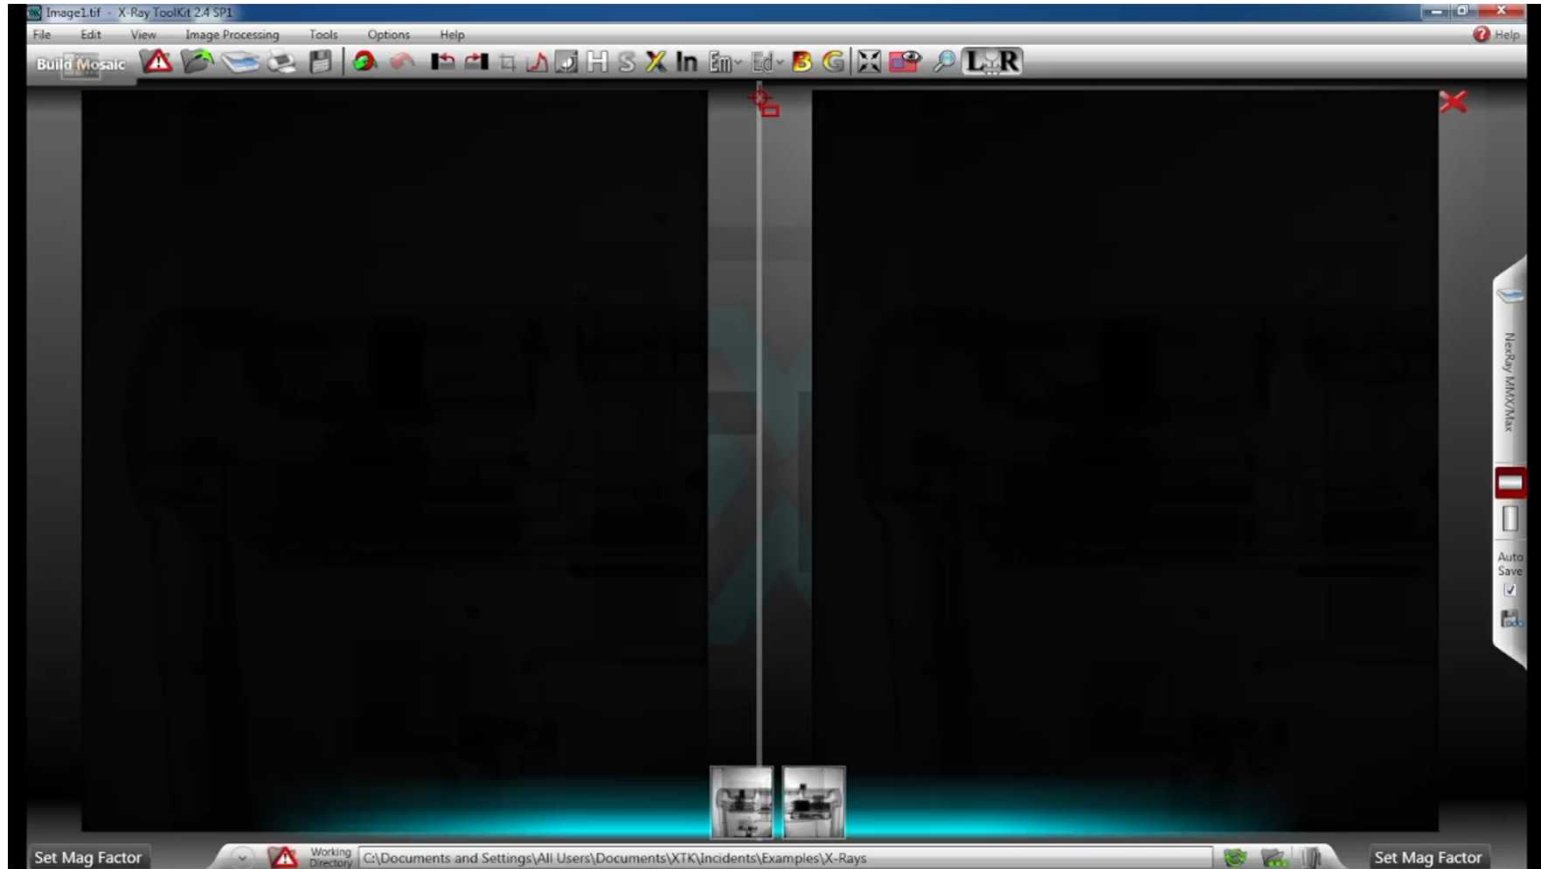 Image1.tif - X-Ray ToolKit 2.4 SP1
File Edit View Image Processing Tools Options Help
Help
Build Mosaic H S X In Em Ed B G L R
NexRay MMX/Max
Auto
Save
Set Mag Factor
Working
Directory
C:\Documents and Settings\All Users\Documents\XTK\Incidents\Examples\X-Rays
Set Mag Factor